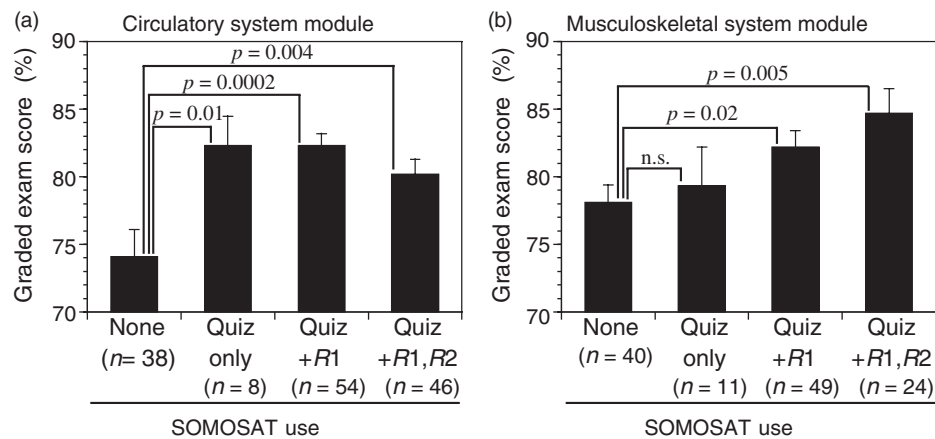 (a) Circulatory system module
90
85
80
75
70
Graded exam score (%)
p = 0.004
p = 0.0002
p = 0.01
None Quiz Quiz Quiz
only +R1 +R1,R2
(n= 38) (n = 8) (n = 54) (n = 46)
SOMOSAT use
(b) Musculoskeletal system module
90
85
80
75
70
Graded exam score (%)
p = 0.005
p = 0.02
n.s.
None Quiz Quiz Quiz
only +R1 +R1,R2
(n = 40) (n = 11) (n = 49) (n = 24)
SOMOSAT use